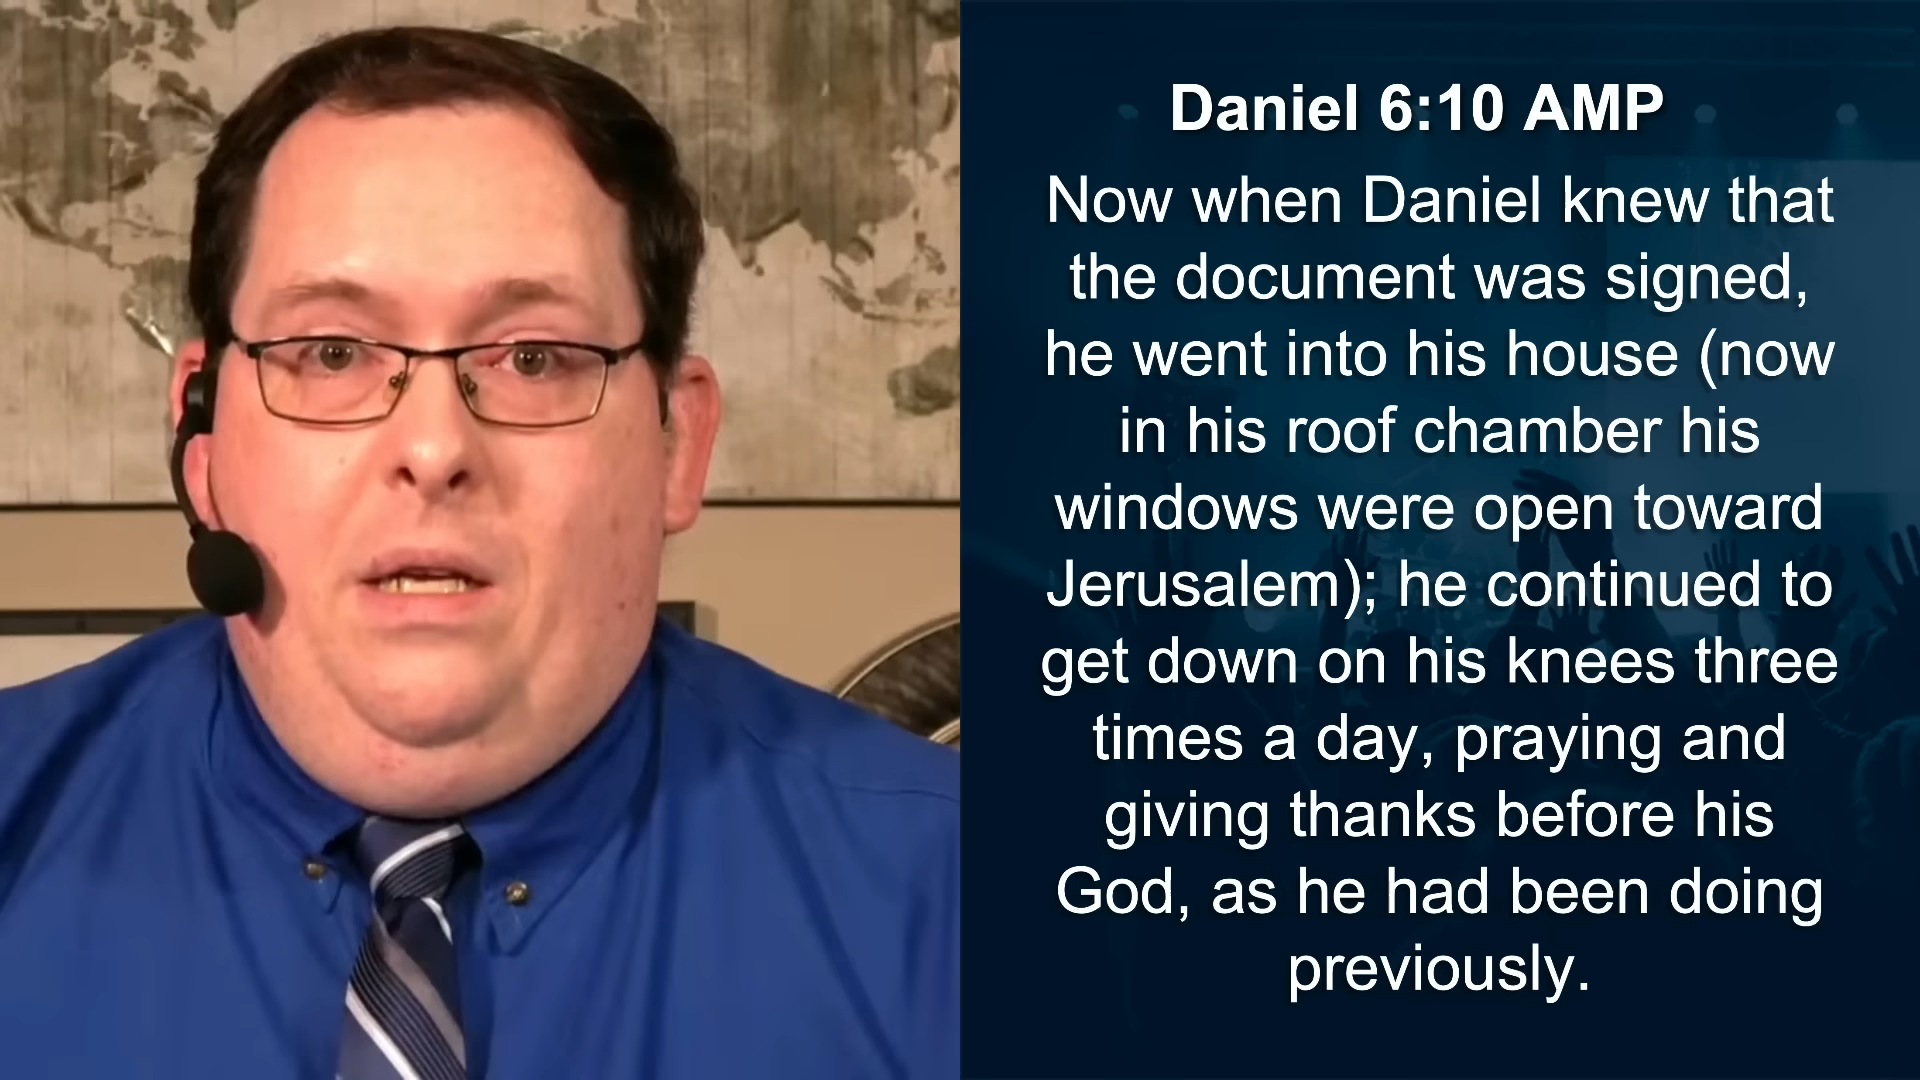 Daniel 6:10 AMP
Now when Daniel knew that
the document was signed,
he went into his house (now
in his roof chamber his
windows were open toward
Jerusalem); he continued to
get down on his knees three
times a day, praying and
giving thanks before his
God, as he had been doing
previously.